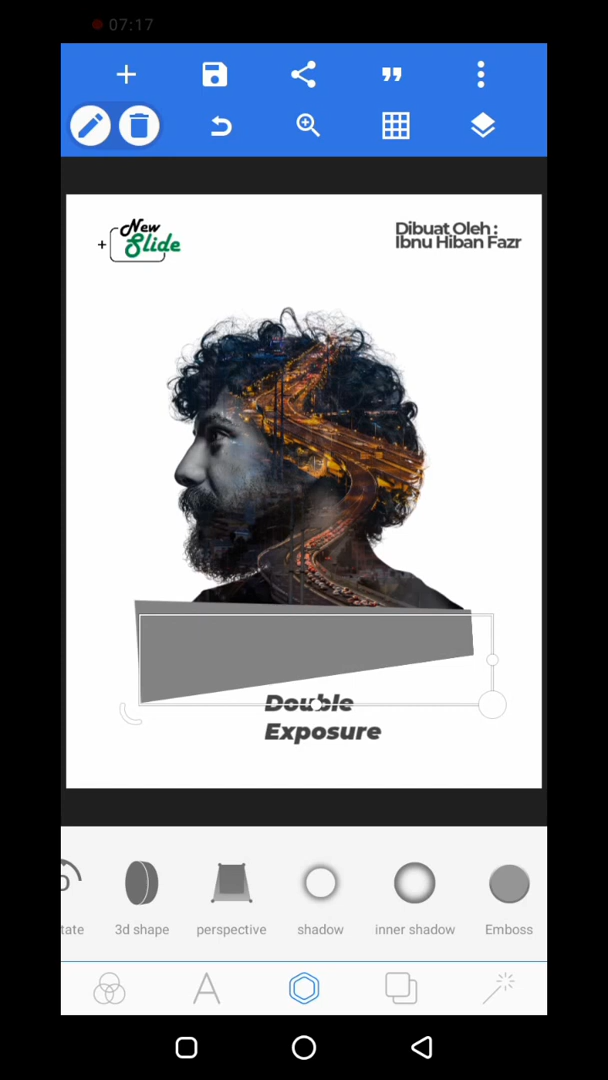 07:17
New
+ Slide
Dibuat Oleh :
Ibnu Hiban Fazr
Double
Exposure
tate
3d shape
perspective
shadow
inner shadow
Emboss